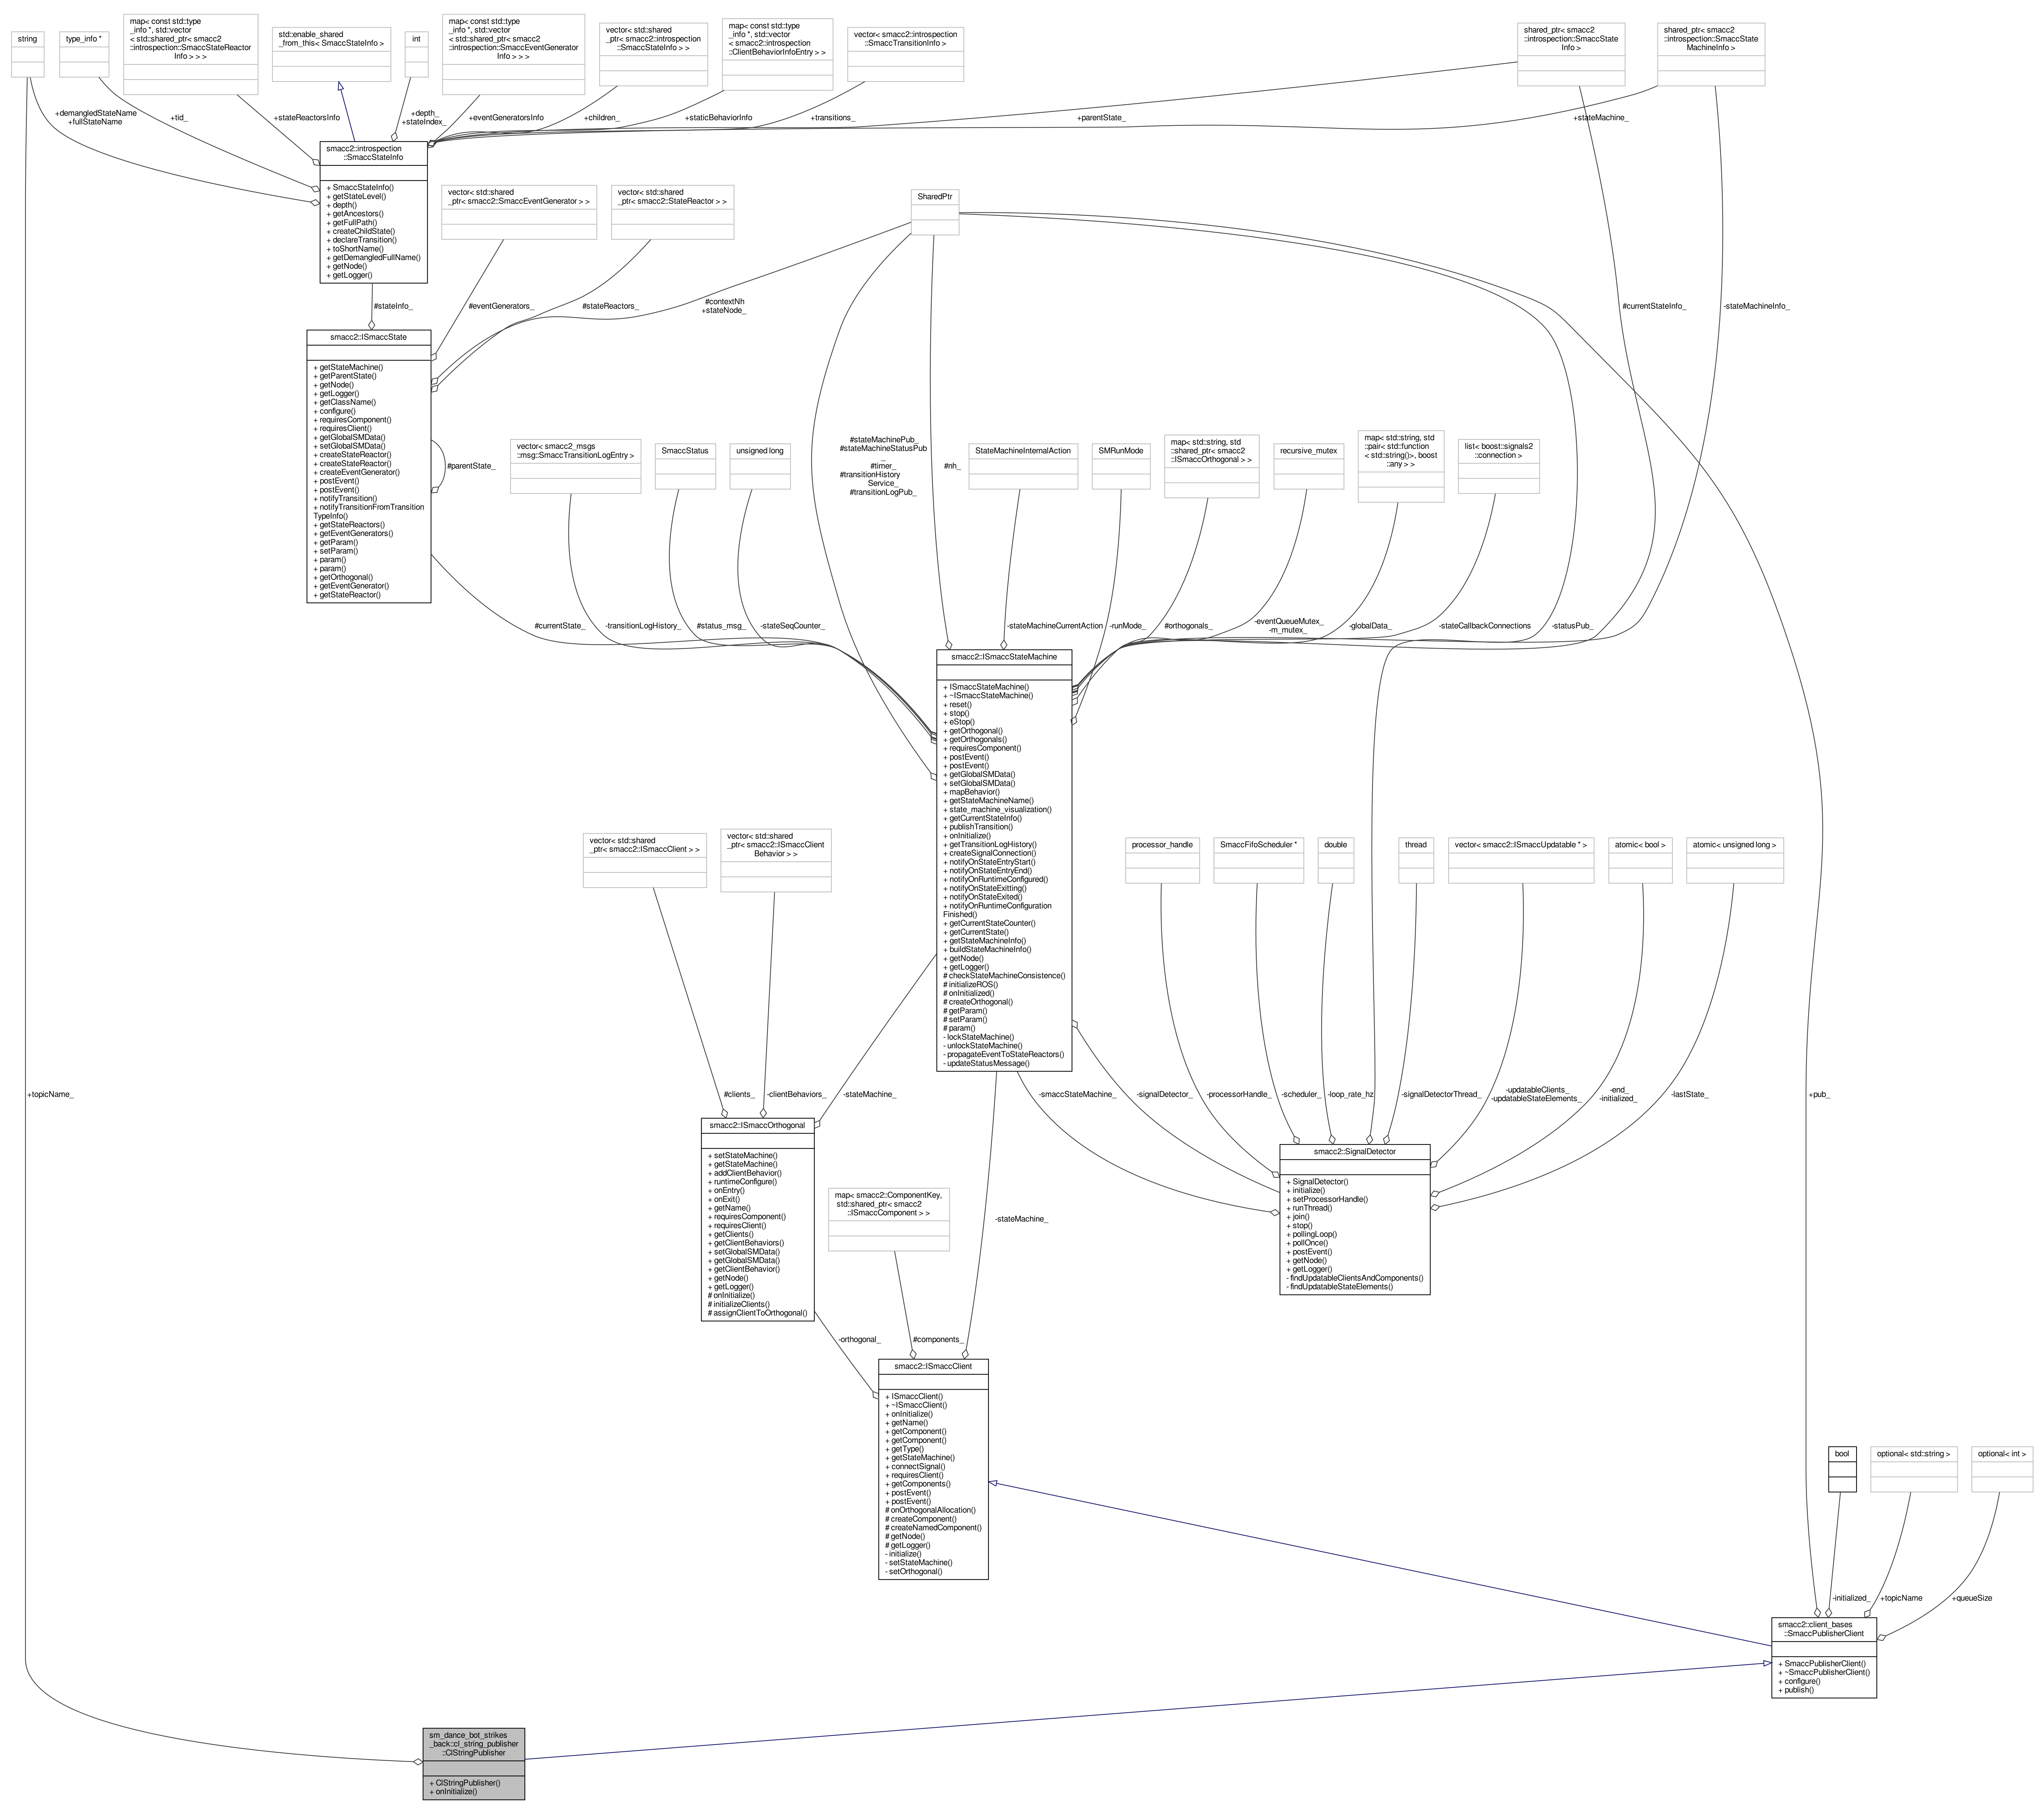 string
type_info *
map< const std::type
_info *, std::vector
< std::shared_ptr< smacc2
::introspection::SmaccStateReactor
Info > > >
std::enable_shared
_from_this< SmaccStateInfo >
int
map< const std::type
_info *, std::vector
< std::shared_ptr< smacc2
::introspection::SmaccEventGenerator
Info > > >
vector< std::shared
_ptr< smacc2::introspection
::SmaccStateInfo > >
map< const std::type
_info *, std::vector
< smacc2::introspection
::ClientBehaviorInfoEntry > >
vector< smacc2::introspection
::SmaccTransitionInfo >
shared_ptr< smacc2
::introspection::SmaccState
Info >
shared_ptr< smacc2
::introspection::SmaccState
MachineInfo >
+demangledStateName
+fullStateName
+tid_
+stateReactorsInfo
+depth_
+stateIndex_
+eventGeneratorsInfo
+children_
+staticBehaviorInfo
+transitions_
+parentState_
+stateMachine_
smacc2::introspection
::SmaccStateInfo
+ SmaccStateInfo()
+ getStateLevel()
+ depth()
+ getAncestors()
+ getFullPath()
+ createChildState()
+ declareTransition()
+ toShortName()
+ getDemangledFullName()
+ getNode()
+ getLogger()
vector< std::shared
_ptr< smacc2::SmaccEventGenerator > >
vector< std::shared
_ptr< smacc2::StateReactor > >
SharedPtr
#stateInfo_
#eventGenerators_
#stateReactors_
#contextNh
+stateNode_
#currentStateInfo_
-stateMachineInfo_
smacc2::ISmaccState
+ getStateMachine()
+ getParentState()
+ getNode()
+ getLogger()
+ getClassName()
+ configure()
+ requiresComponent()
+ requiresClient()
+ getGlobalSMData()
+ setGlobalSMData()
+ createStateReactor()
+ createStateReactor()
+ createEventGenerator()
+ postEvent()
+ postEvent()
+ notifyTransition()
+ notifyTransitionFromTransition
TypeInfo()
+ getStateReactors()
+ getEventGenerators()
+ getParam()
+ setParam()
+ param()
+ param()
+ getOrthogonal()
+ getEventGenerator()
+ getStateReactor()
#parentState_
vector< smacc2_msgs
::msg::SmaccTransitionLogEntry >
SmaccStatus
unsigned long
#stateMachinePub_
#stateMachineStatusPub
_
#timer_
#transitionHistory
Service_
#transitionLogPub_
#nh_
StateMachineInternalAction
SMRunMode
map< std::string, std
::shared_ptr< smacc2
::ISmaccOrthogonal > >
recursive_mutex
map< std::string, std
::pair< std::function
< std::string()>, boost
::any > >
list< boost::signals2
::connection >
#currentState_
-transitionLogHistory_
#status_msg_
-stateSeqCounter_
-stateMachineCurrentAction
-runMode_
#orthogonals_
-eventQueueMutex_
-m_mutex_
-globalData_
-stateCallbackConnections
-statusPub_
smacc2::ISmaccStateMachine
+ ISmaccStateMachine()
+ ~ISmaccStateMachine()
+ reset()
+ stop()
+ eStop()
+ getOrthogonal()
+ getOrthogonals()
+ requiresComponent()
+ postEvent()
+ postEvent()
+ getGlobalSMData()
+ setGlobalSMData()
+ mapBehavior()
+ getStateMachineName()
+ state_machine_visualization()
+ getCurrentStateInfo()
+ publishTransition()
+ onInitialize()
+ getTransitionLogHistory()
+ createSignalConnection()
+ notifyOnStateEntryStart()
+ notifyOnStateEntryEnd()
+ notifyOnRuntimeConfigured()
+ notifyOnStateExitting()
+ notifyOnStateExited()
+ notifyOnRuntimeConfiguration
Finished()
+ getCurrentStateCounter()
+ getCurrentState()
+ getStateMachineInfo()
+ buildStateMachineInfo()
+ getNode()
+ getLogger()
# checkStateMachineConsistence()
# initializeROS()
# onInitialized()
# createOrthogonal()
# getParam()
# setParam()
# param()
- lockStateMachine()
- unlockStateMachine()
- propagateEventToStateReactors()
- updateStatusMessage()
vector< std::shared
_ptr< smacc2::ISmaccClient > >
vector< std::shared
_ptr< smacc2::ISmaccClient
Behavior > >
processor_handle
SmaccFifoScheduler *
double
thread
vector< smacc2::ISmaccUpdatable * >
atomic< bool >
atomic< unsigned long >
+topicName_
#clients_
-clientBehaviors_
-stateMachine_
-smaccStateMachine_
-signalDetector_
-processorHandle_
-scheduler_
-loop_rate_hz
-signalDetectorThread_
-updatableClients_
-updatableStateElements_
-end_
-initialized_
-lastState_
+pub_
smacc2::ISmaccOrthogonal
+ setStateMachine()
+ getStateMachine()
+ addClientBehavior()
+ runtimeConfigure()
+ onEntry()
+ onExit()
+ getName()
+ requiresComponent()
+ requiresClient()
+ getClients()
+ getClientBehaviors()
+ setGlobalSMData()
+ getGlobalSMData()
+ getClientBehavior()
+ getNode()
+ getLogger()
# onInitialize()
# initializeClients()
# assignClientToOrthogonal()
smacc2::SignalDetector
+ SignalDetector()
+ initialize()
+ setProcessorHandle()
+ runThread()
+ join()
+ stop()
+ pollingLoop()
+ pollOnce()
+ postEvent()
+ getNode()
+ getLogger()
- findUpdatableClientsAndComponents()
- findUpdatableStateElements()
map< smacc2::ComponentKey,
std::shared_ptr< smacc2
::ISmaccComponent > >
-stateMachine_
-orthogonal_
#components_
smacc2::ISmaccClient
+ ISmaccClient()
+ ~ISmaccClient()
+ onInitialize()
+ getName()
+ getComponent()
+ getComponent()
+ getType()
+ getStateMachine()
+ connectSignal()
+ requiresClient()
+ getComponents()
+ postEvent()
+ postEvent()
# onOrthogonalAllocation()
# createComponent()
# createNamedComponent()
# getNode()
# getLogger()
- initialize()
- setStateMachine()
- setOrthogonal()
bool
optional< std::string >
optional< int >
-initialized_
+topicName
+queueSize
smacc2::client_bases
::SmaccPublisherClient
+ SmaccPublisherClient()
+ ~SmaccPublisherClient()
+ configure()
+ publish()
sm_dance_bot_strikes
_back::cl_string_publisher
::ClStringPublisher
+ ClStringPublisher()
+ onInitialize()